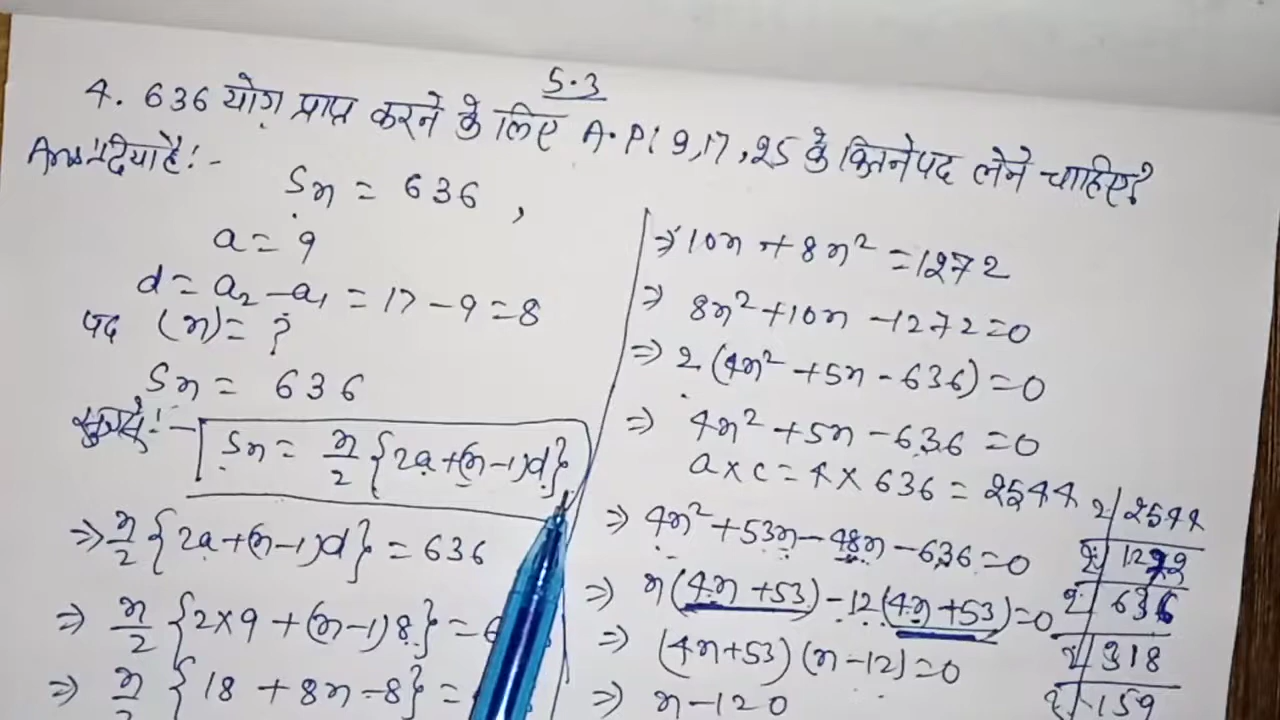 5.3
4. 636 योग प्राप्त करने के लिए A.P: 9,17,25 के कितने पद लेने चाहिए?
Ans: दिया है:-
Sn = 636,
a = 9
d = a2 - a1 = 17 - 9 = 8
पद (n) = ?
Sn = 636
Sn = n/2 {2a+(n-1)d}
⇒ n/2 {2a+(n-1)d} = 636
⇒ n/2 {2×9 + (n-1)8} =
⇒ n/2 {18 + 8n-8} =
⇒ 10n + 8n² = 1272
⇒ 8n² + 10n - 1272 = 0
⇒ 2 (4n² + 5n - 636) = 0
⇒ 4n² + 5n - 636 = 0
a × c = 4 × 636 = 2544
⇒ 4n² + 53n - 48n - 636 = 0
⇒ n(4n + 53) - 12(4n + 53) = 0
⇒ (4n+53) (n-12) = 0
⇒ n-120
2 | 2544
2 | 1272
2 | 636
2 | 318
159